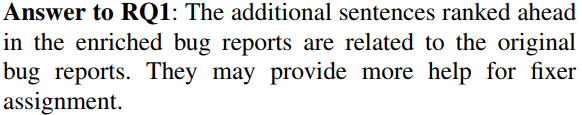 Answer to RQ1: The additional sentences ranked ahead
in the enriched bug reports are related to the original
bug reports. They may provide more help for fixer
assignment.